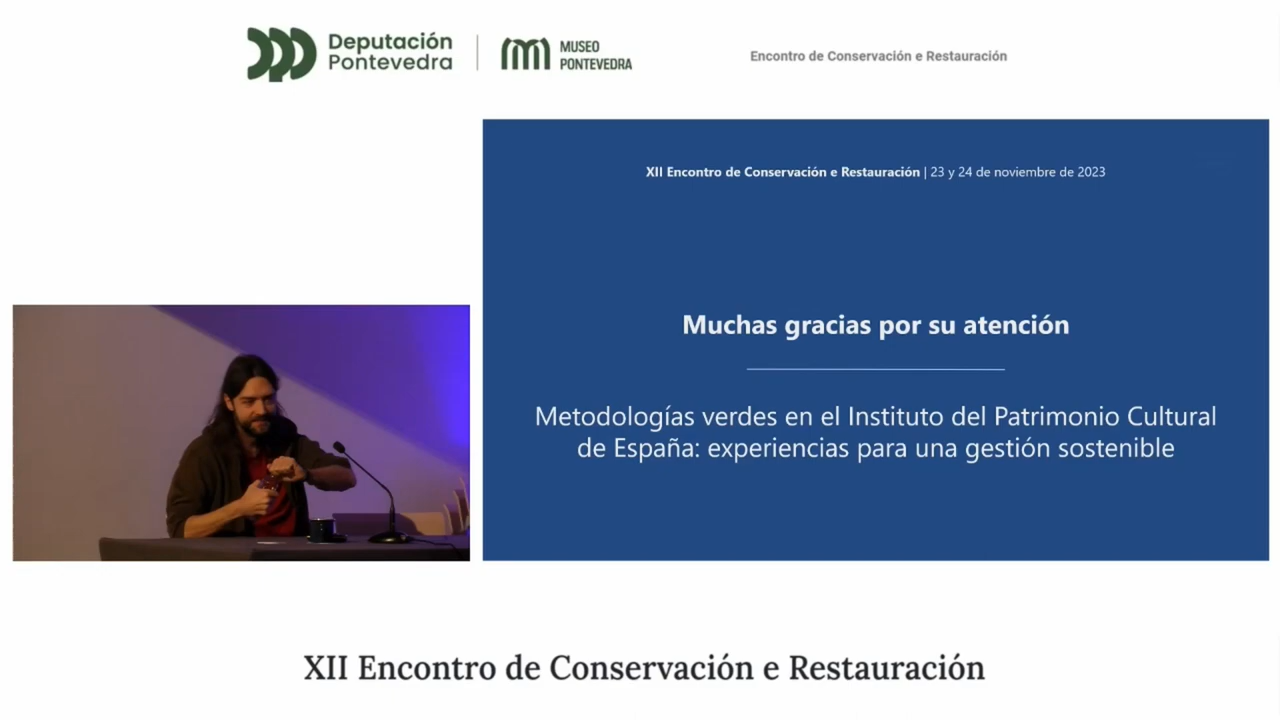 Deputación
Pontevedra
MUSEO
PONTEVEDRA
Encontro de Conservación e Restauración
XII Encontro de Conservación e Restauración | 23 y 24 de noviembre de 2023
Muchas gracias por su atención
Metodologías verdes en el Instituto del Patrimonio Cultural
de España: experiencias para una gestión sostenible
XII Encontro de Conservación e Restauración